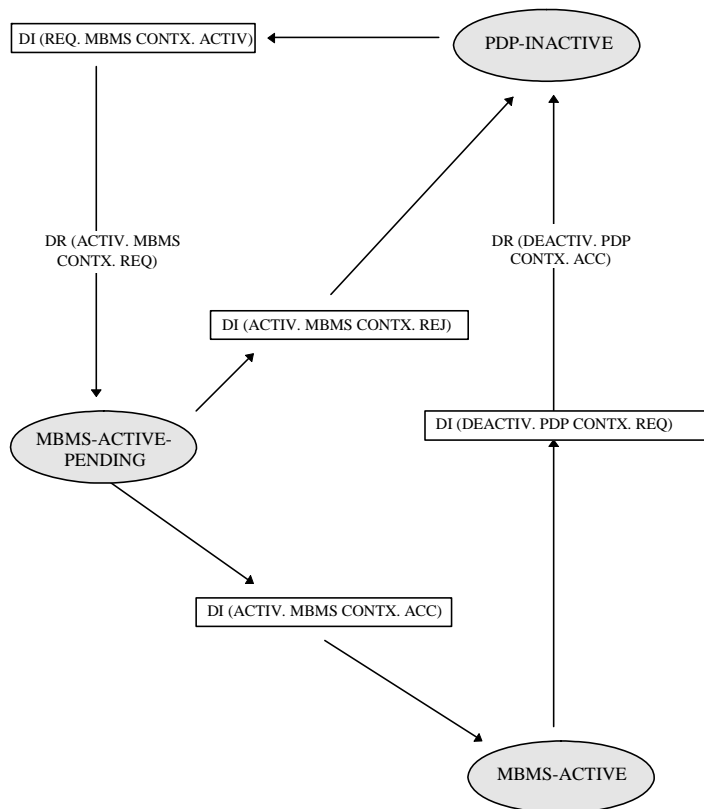 DI (REQ. MBMS CONTX. ACTIV)
PDP-INACTIVE
DR (ACTIV. MBMS
CONTX. REQ)
DR (DEACTIV. PDP
CONTX. ACC)
DI (ACTIV. MBMS CONTX. REJ)
MBMS-ACTIVE-
PENDING
DI (DEACTIV. PDP CONTX. REQ)
DI (ACTIV. MBMS CONTX. ACC)
MBMS-ACTIVE